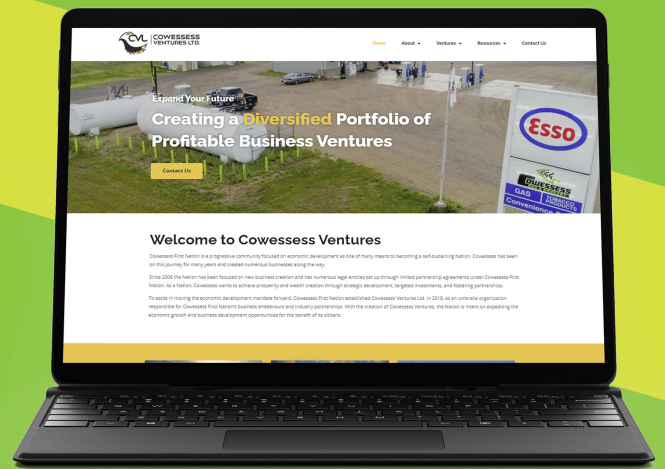 CVL
COWESSESS
VENTURES LTD.
Home About Ventures Resources Contact Us
Expand Your Future
Creating a Diversified Portfolio of
Profitable Business Ventures
Contact Us
Esso
COWESSESS
GAS
TOBACCO
PRODUCTS
Convenience
Welcome to Cowessess Ventures
Cowessess First Nation is a progressive community focused on economic development as one of many means to becoming a self-sustaining Nation. Cowessess has been
on this journey for many years and created numerous businesses along the way.
Since 2008 the Nation has been focused on new business creation and has numerous legal entities set up through limited partnership agreements under Cowessess First
Nation. As a Nation, Cowessess wants to achieve prosperity and wealth creation through strategic development, targeted investments, and fostering partnerships.
To assist in moving the economic development mandate forward, Cowessess First Nation established Cowessess Ventures Ltd. in 2018, as an umbrella organization
responsible for Cowessess First Nation's business endeavours and industry partnerships. With the creation of Cowessess Ventures, the Nation is intent on expediting the
economic growth and business development opportunities for the benefit of its citizens.